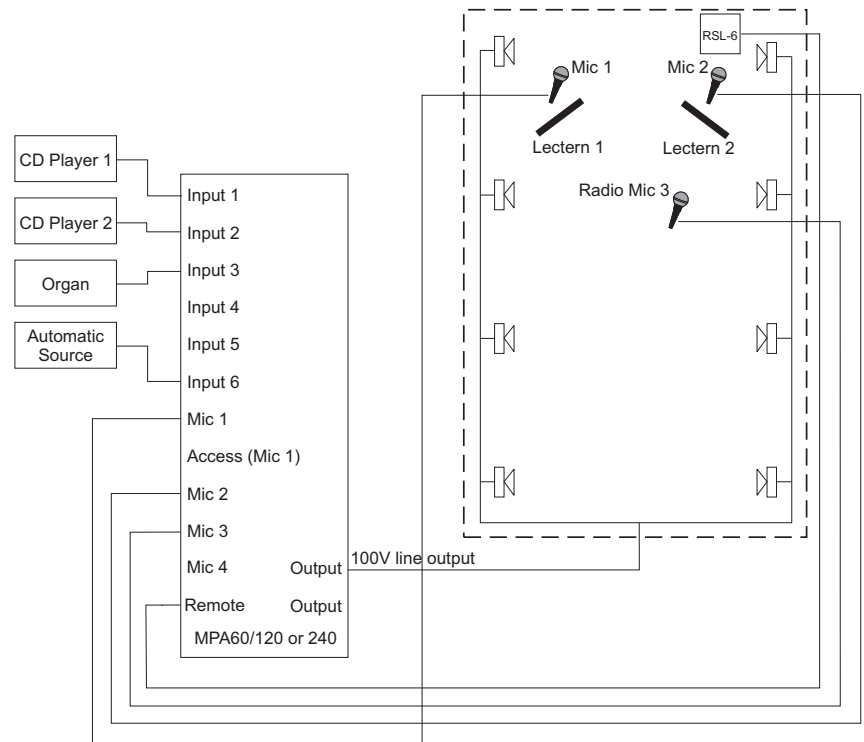 RSL-6
Mic 1
Mic 2
Lectern 1
Lectern 2
Radio Mic 3
CD Player 1
CD Player 2
Organ
Automatic
Source
Input 1
Input 2
Input 3
Input 4
Input 5
Input 6
Mic 1
Access (Mic 1)
Mic 2
Mic 3
Mic 4
Output
100V line output
Remote
Output
MPA60/120 or 240